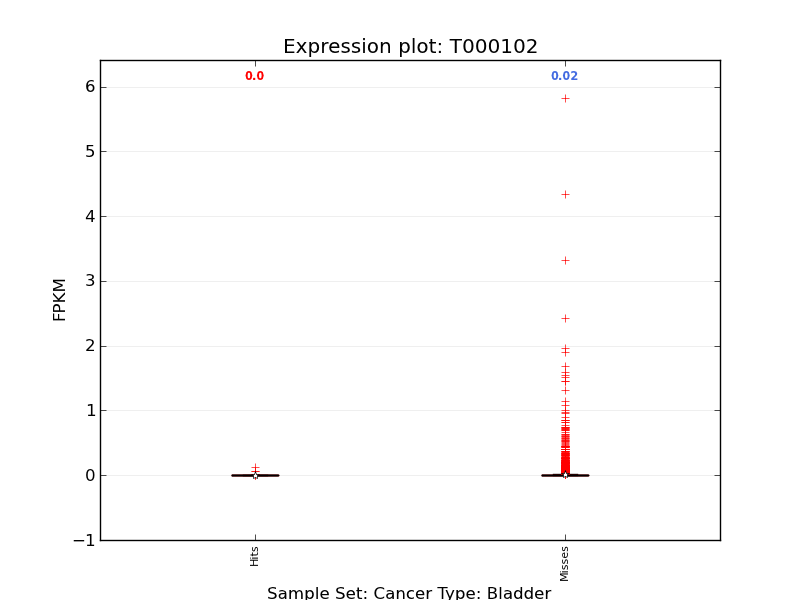 Expression plot: T000102
0.0
0.02
6
5
4
3
2
1
0
−1
FPKM
Hits
Misses
Sample Set: Cancer Type: Bladder